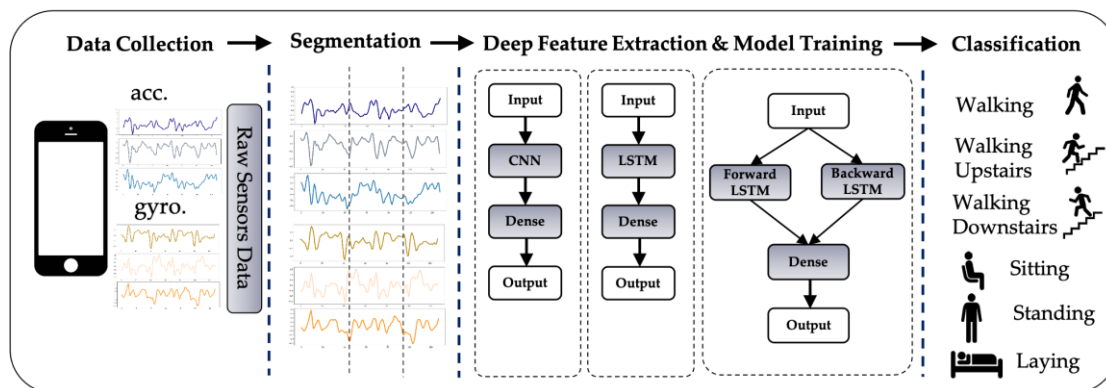 Data Collection
Segmentation
Deep Feature Extraction & Model Training
Classification
acc.
gyro.
Raw Sensors Data
Input
CNN
Dense
Output
Input
LSTM
Dense
Output
Input
Forward
LSTM
Backward
LSTM
Dense
Output
Walking
Walking
Upstairs
Walking
Downstairs
Sitting
Standing
Laying